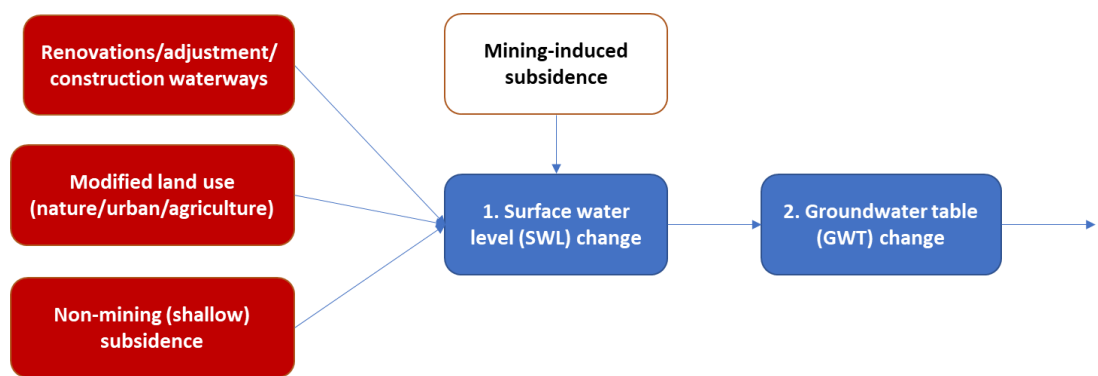 Renovations/adjustment/
construction waterways
Mining-induced
subsidence
Modified land use
(nature/urban/agriculture)
1. Surface water
level (SWL) change
2. Groundwater table
(GWT) change
Non-mining (shallow)
subsidence